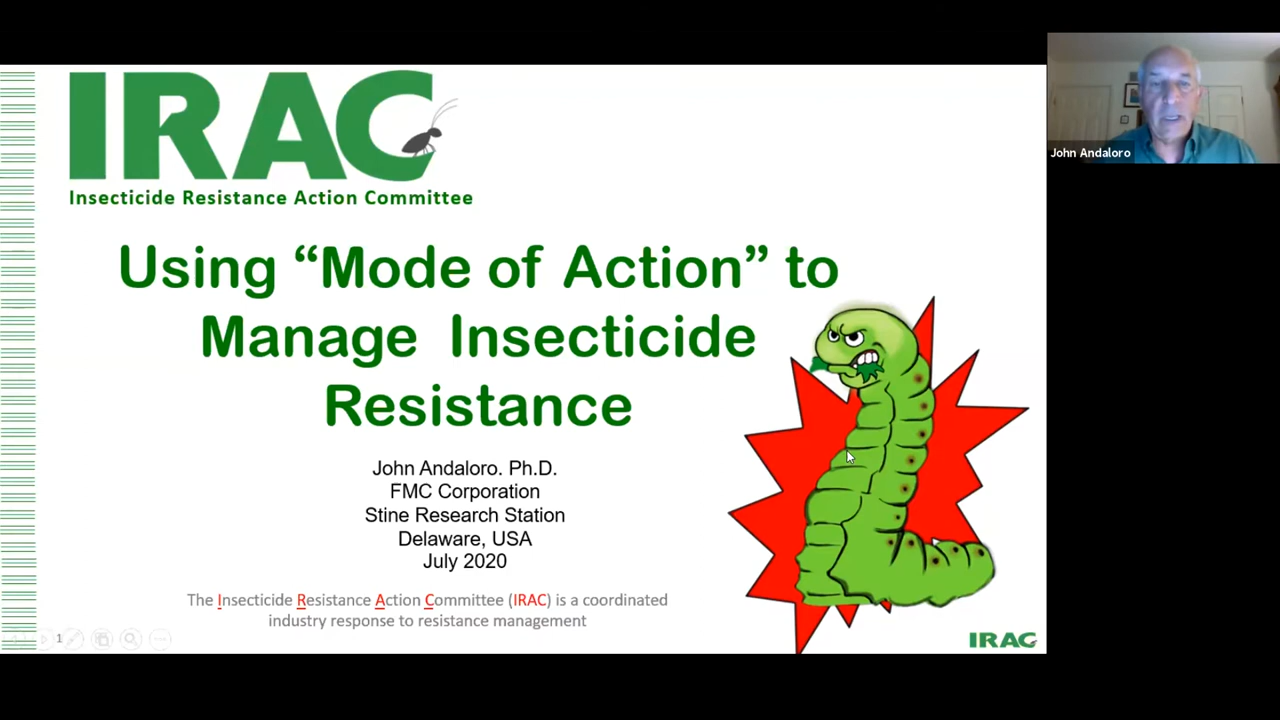 IRAC
Insecticide Resistance Action Committee
Using “Mode of Action” to
Manage Insecticide
Resistance
John Andaloro. Ph.D.
FMC Corporation
Stine Research Station
Delaware, USA
July 2020
The Insecticide Resistance Action Committee (IRAC) is a coordinated
industry response to resistance management
1
IRAC
John Andaloro